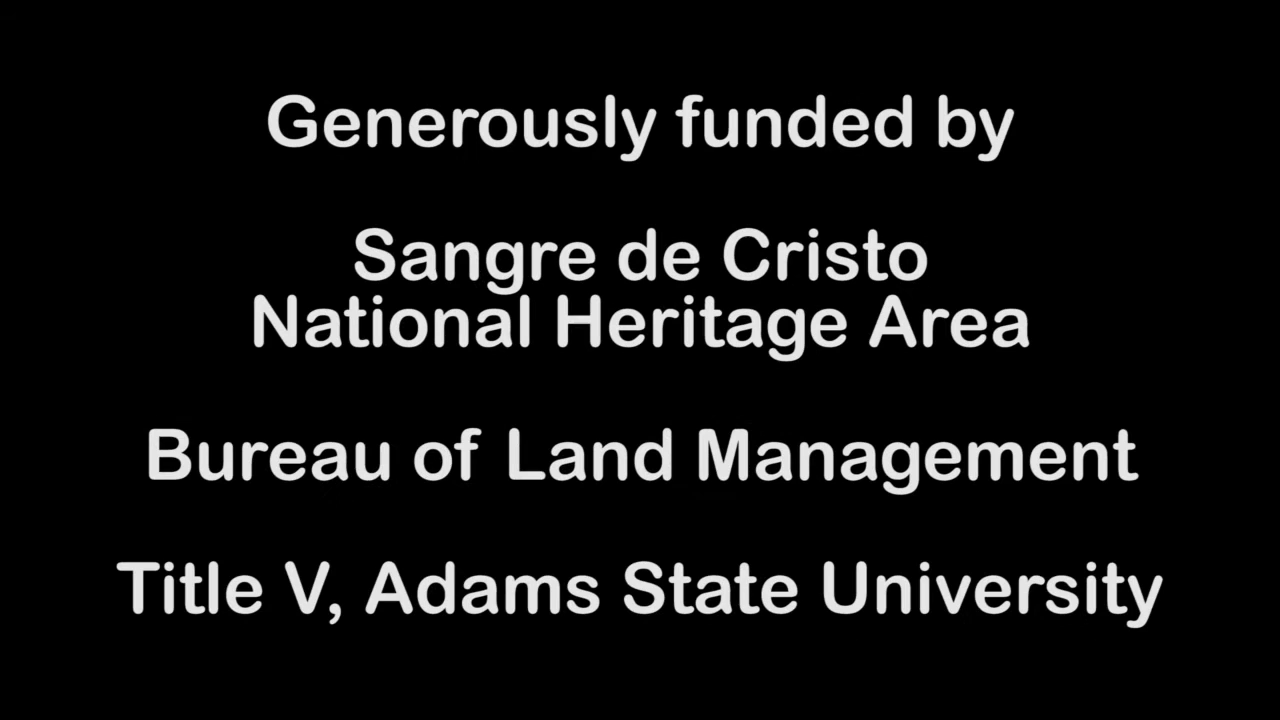 Generously funded by
Sangre de Cristo
National Heritage Area
Bureau of Land Management
Title V, Adams State University